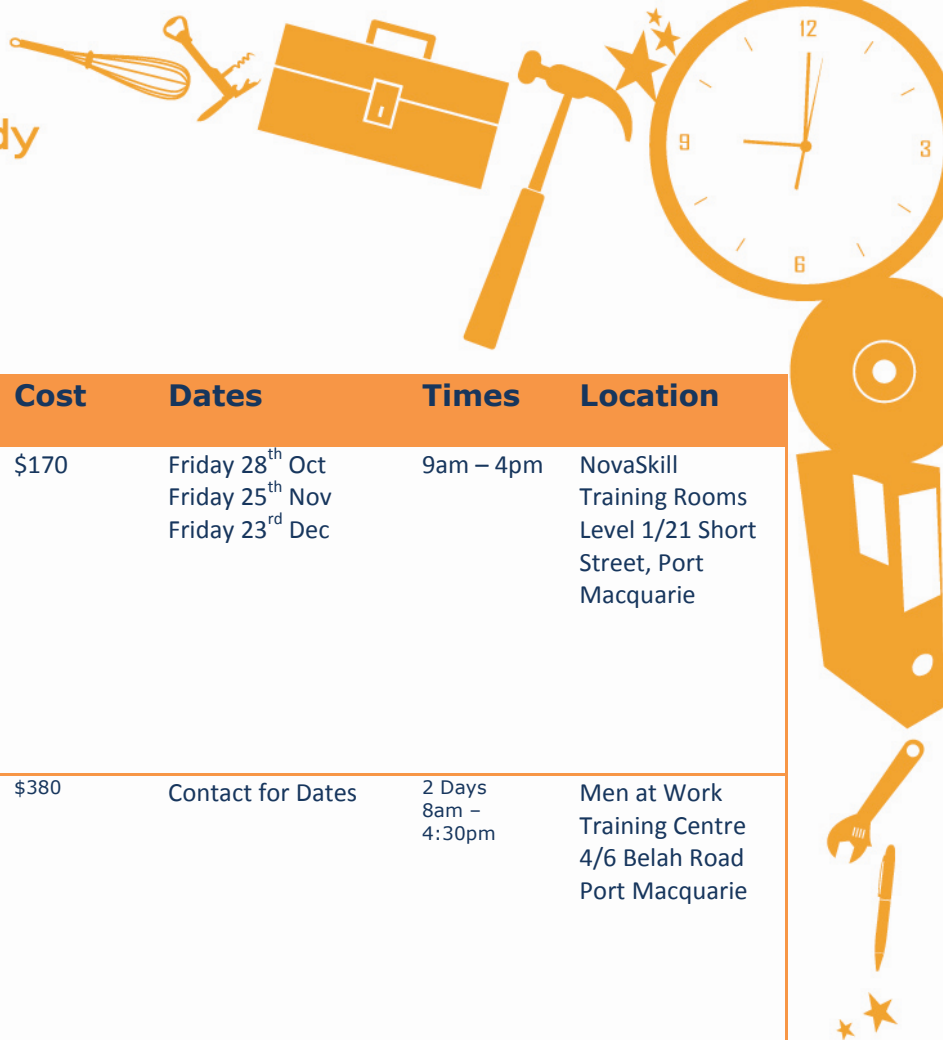 12
9
3
6
dy
Cost Dates Times Location
$170 Friday 28th Oct 9am – 4pm NovaSkill
Friday 25th Nov Training Rooms
Friday 23rd Dec Level 1/21 Short
Street, Port
Macquarie
$380 Contact for Dates 2 Days Men at Work
8am – Training Centre
4:30pm 4/6 Belah Road
Port Macquarie